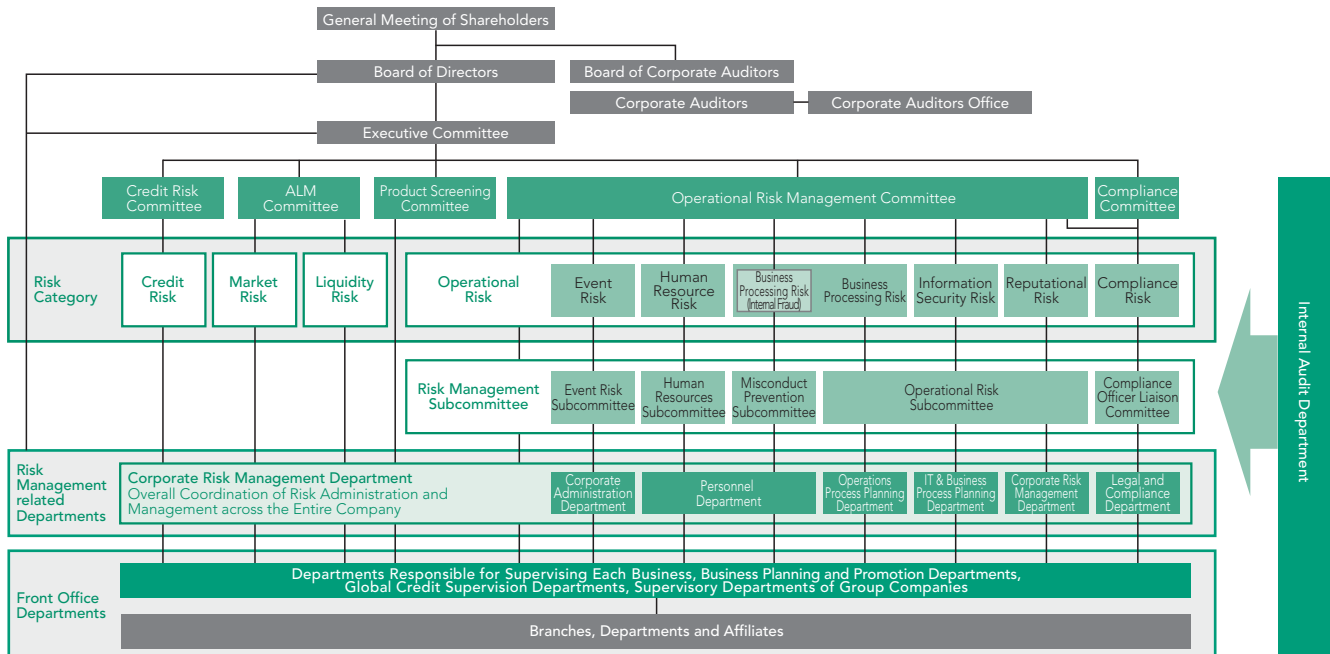 General Meeting of Shareholders
Board of Directors
Board of Corporate Auditors
Corporate Auditors
Corporate Auditors Office
Executive Committee
Credit Risk
Committee
ALM
Committee
Product Screening
Committee
Operational Risk Management Committee
Compliance
Committee
Risk
Category
Credit
Risk
Market
Risk
Liquidity
Risk
Operational
Risk
Event
Risk
Human
Resource
Risk
Business
Processing Risk
(Internal Fraud)
Business
Processing Risk
Information
Security Risk
Reputational
Risk
Compliance
Risk
Risk Management
Subcommittee
Event Risk
Subcommittee
Human
Resources
Subcommittee
Misconduct
Prevention
Subcommittee
Operational Risk
Subcommittee
Compliance
Officer Liaison
Committee
Risk
Management
related
Departments
Corporate Risk Management Department
Overall Coordination of Risk Administration and
Management across the Entire Company
Corporate
Administration
Department
Personnel
Department
Operations
Process Planning
Department
IT & Business
Process Planning
Department
Corporate Risk
Management
Department
Legal and
Compliance
Department
Front Office
Departments
Departments Responsible for Supervising Each Business, Business Planning and Promotion Departments,
Global Credit Supervision Departments, Supervisory Departments of Group Companies
Branches, Departments and Affiliates
Internal Audit Department